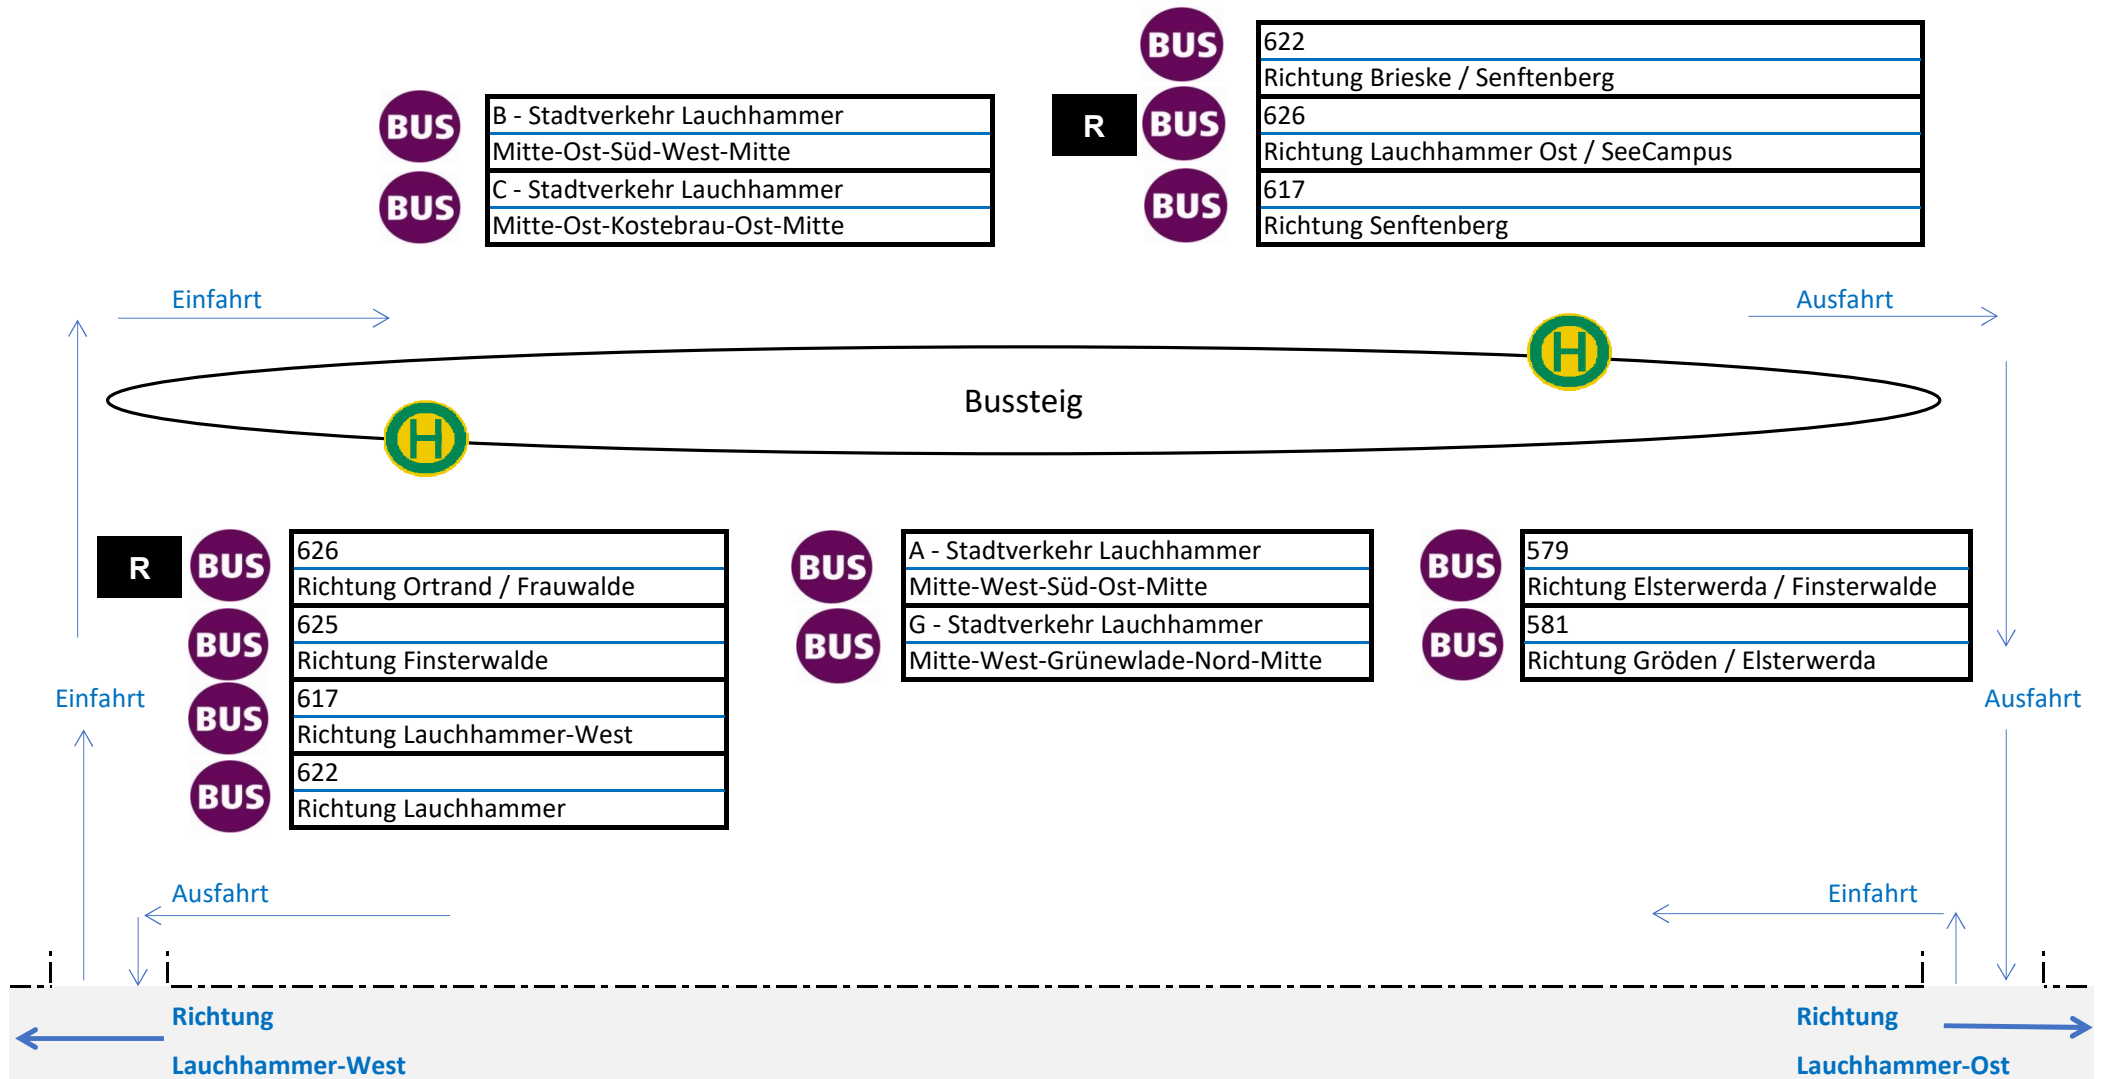 BUS
622
Richtung Brieske / Senftenberg
R
BUS
626
Richtung Lauchhammer Ost / SeeCampus
BUS
617
Richtung Senftenberg
BUS
B - Stadtverkehr Lauchhammer
Mitte-Ost-Süd-West-Mitte
BUS
C - Stadtverkehr Lauchhammer
Mitte-Ost-Kostebrau-Ost-Mitte
Einfahrt
Ausfahrt
H
Bussteig
H
R
BUS
626
Richtung Ortrand / Frauwalde
BUS
625
Richtung Finsterwalde
BUS
617
Richtung Lauchhammer-West
BUS
622
Richtung Lauchhammer
BUS
A - Stadtverkehr Lauchhammer
Mitte-West-Süd-Ost-Mitte
BUS
G - Stadtverkehr Lauchhammer
Mitte-West-Grünewlade-Nord-Mitte
BUS
579
Richtung Elsterwerda / Finsterwalde
BUS
581
Richtung Gröden / Elsterwerda
Einfahrt
Ausfahrt
Ausfahrt
Einfahrt
Richtung
Lauchhammer-West
Richtung
Lauchhammer-Ost